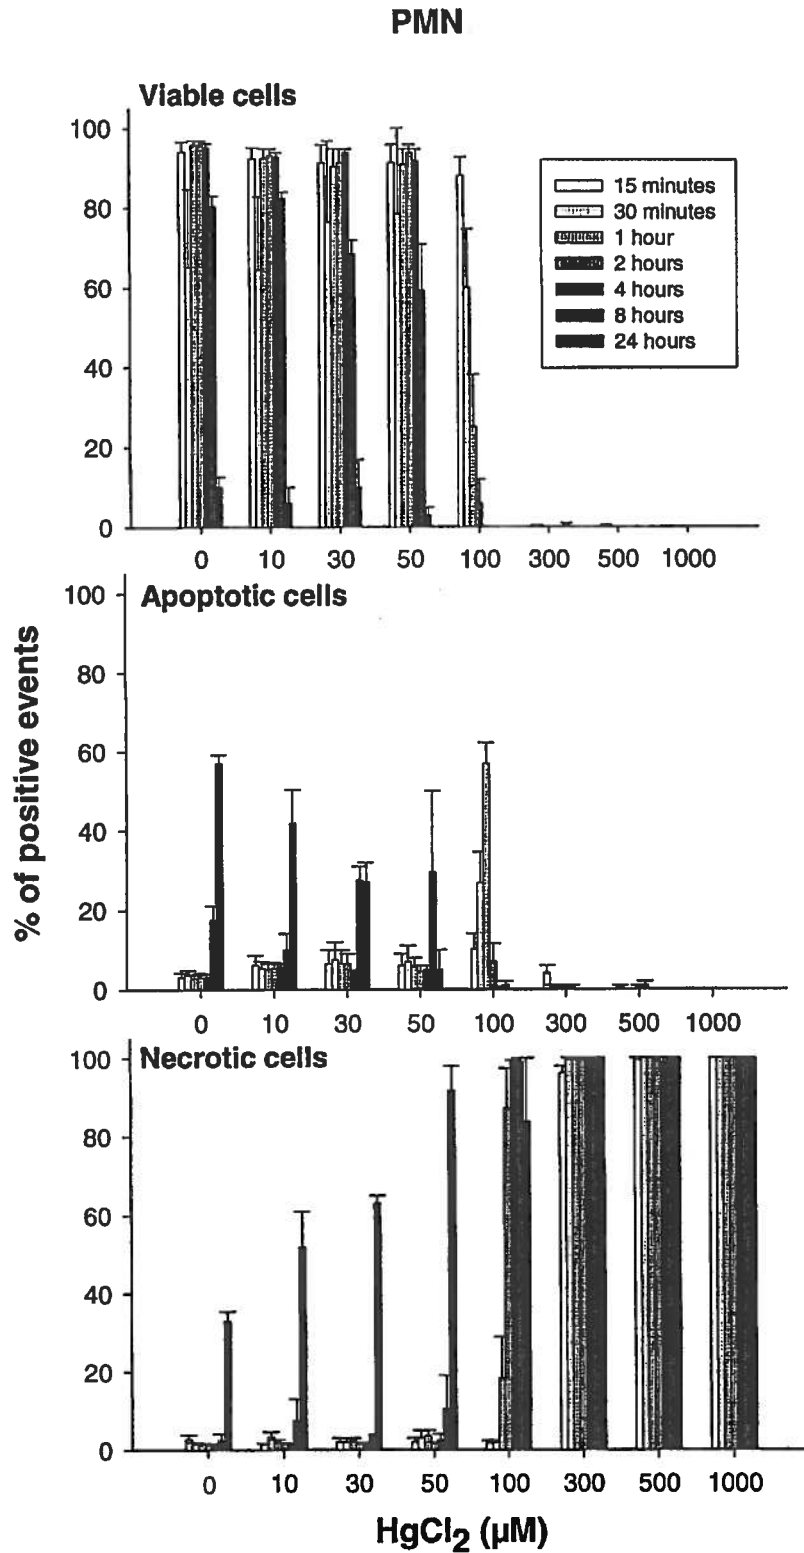 PMN
Viable cells
100
80
60
40
20
0
15 minutes
30 minutes
1 hour
2 hours
4 hours
8 hours
24 hours
0 10 30 50 100 300 500 1000
Apoptotic cells
100
80
60
40
20
0
0 10 30 50 100 300 500 1000
% of positive events
Necrotic cells
100
80
60
40
20
0
0 10 30 50 100 300 500 1000
HgCl2 (µM)